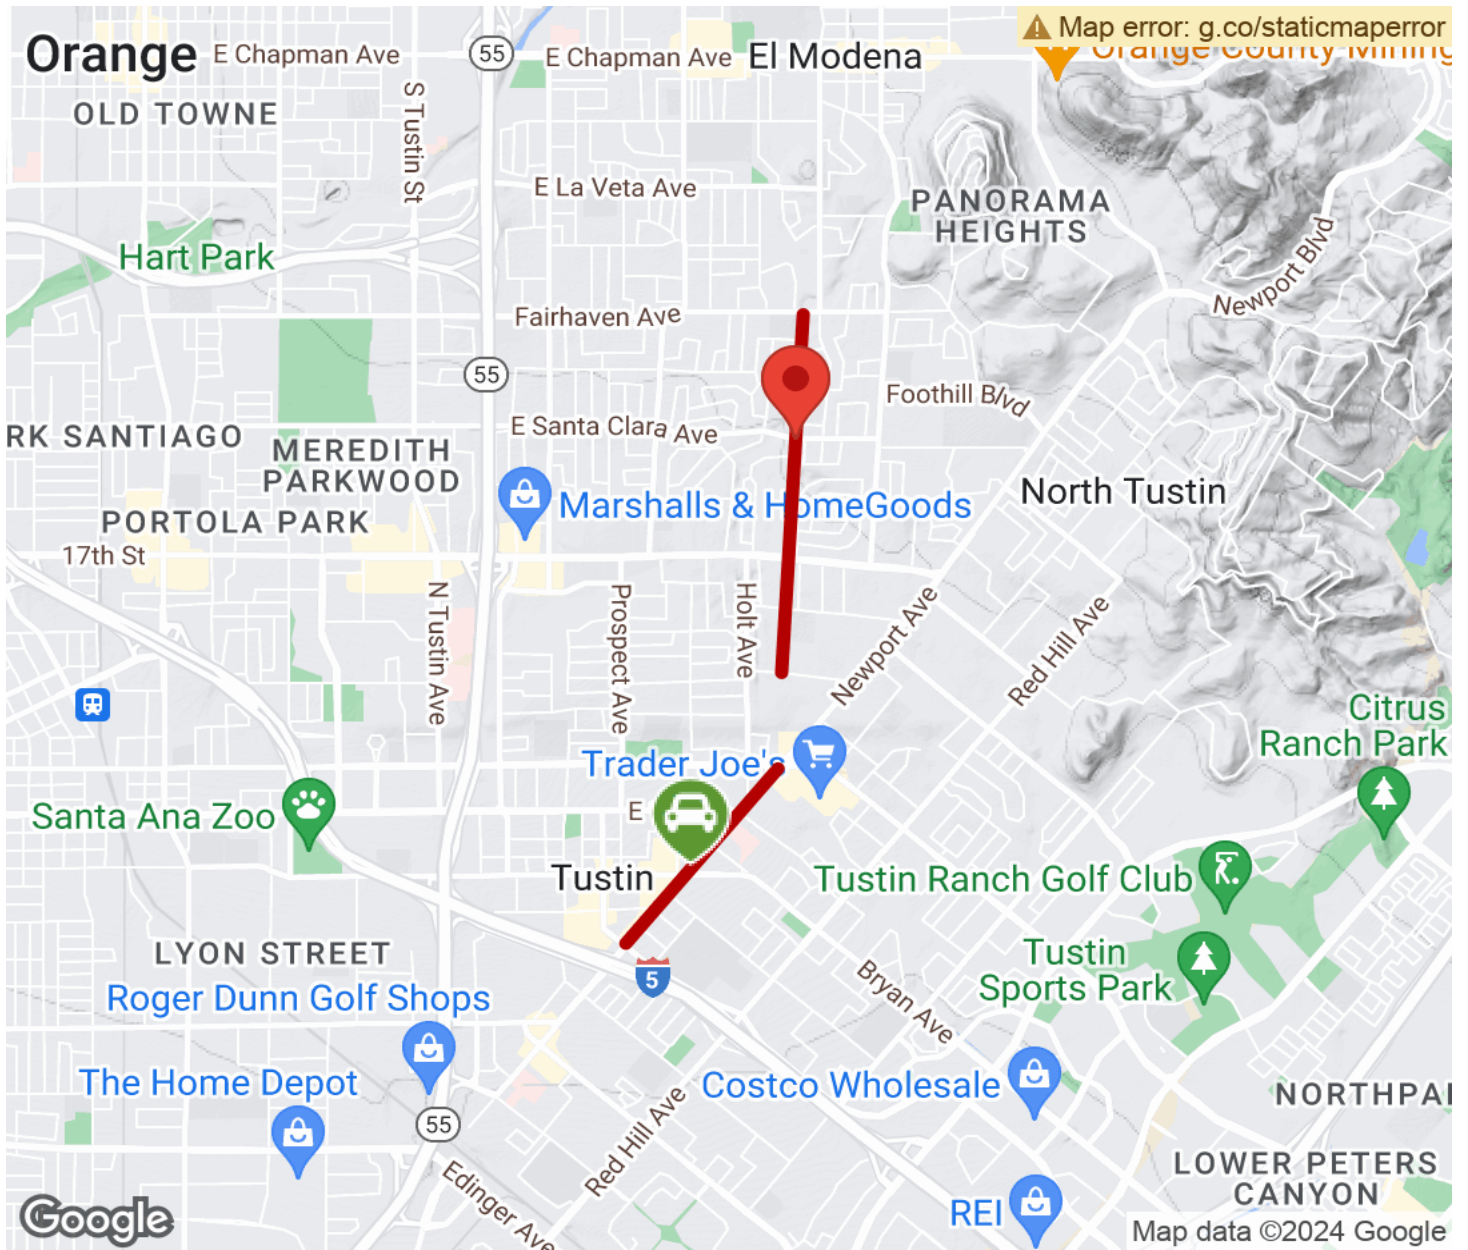 Map error: g.co/staticmaperror
Orange
E Chapman Ave
55
E Chapman Ave
El Modena
Orange County Mining
OLD TOWNE
S Tustin St
E La Veta Ave
PANORAMA
HEIGHTS
Hart Park
Newport Blvd
Fairhaven Ave
55
Foothill Blvd
E Santa Clara Ave
RK SANTIAGO
MEREDITH
PARKWOOD
North Tustin
Marshalls & HomeGoods
PORTOLA PARK
17th St
N Tustin Ave
Prospect Ave
Holt Ave
Newport Ave
Red Hill Ave
Citrus
Ranch Park
Trader Joe's
Santa Ana Zoo
E
Tustin
Tustin Ranch Golf Club
LYON STREET
Tustin
Sports Park
5
Roger Dunn Golf Shops
Bryan Ave
The Home Depot
Costco Wholesale
NORTHPA
55
Red Hill Ave
Edinger Ave
LOWER PETERS
CANYON
REI
Google
Map data ©2024 Google